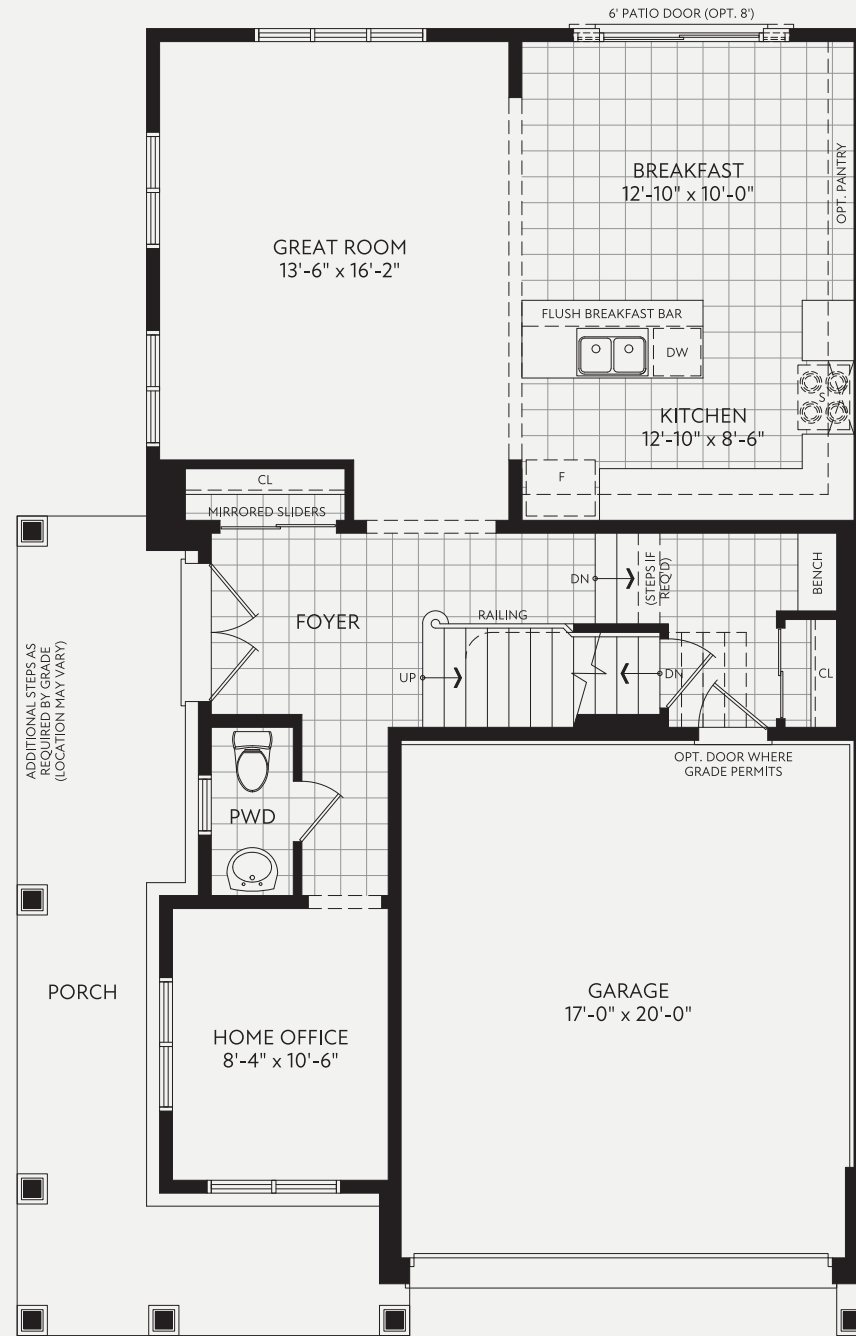 6' PATIO DOOR (OPT. 8')
BREAKFAST
12'-10" x 10'-0"
OPT. PANTRY
GREAT ROOM
13'-6" x 16'-2"
FLUSH BREAKFAST BAR
DW
S
KITCHEN
12'-10" x 8'-6"
F
CL
MIRRORED SLIDERS
DN
(STEPS IF
REQ'D)
BENCH
FOYER
RAILING
UP
DN
CL
ADDITIONAL STEPS AS
REQUIRED BY GRADE
(LOCATION MAY VARY)
OPT. DOOR WHERE
GRADE PERMITS
PWD
PORCH
GARAGE
17'-0" x 20'-0"
HOME OFFICE
8'-4" x 10'-6"